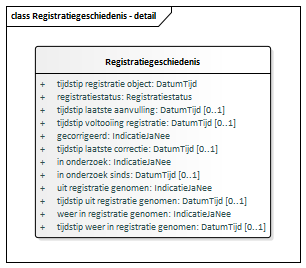 class Registratiegeschiedenis - detail
Registratiegeschiedenis
+ tijdstip registratie object: DatumTijd
+ registratiestatus: Registratiestatus
+ tijdstip laatste aanvulling: DatumTijd [0..1]
+ tijdstip voltooiing registratie: DatumTijd [0..1]
+ gecorrigeerd: IndicatieJaNee
+ tijdstip laatste correctie: DatumTijd [0..1]
+ in onderzoek: IndicatieJaNee
+ in onderzoek sinds: DatumTijd [0..1]
+ uit registratie genomen: IndicatieJaNee
+ tijdstip uit registratie genomen: DatumTijd [0..1]
+ weer in registratie genomen: IndicatieJaNee
+ tijdstip weer in registratie genomen: DatumTijd [0..1]